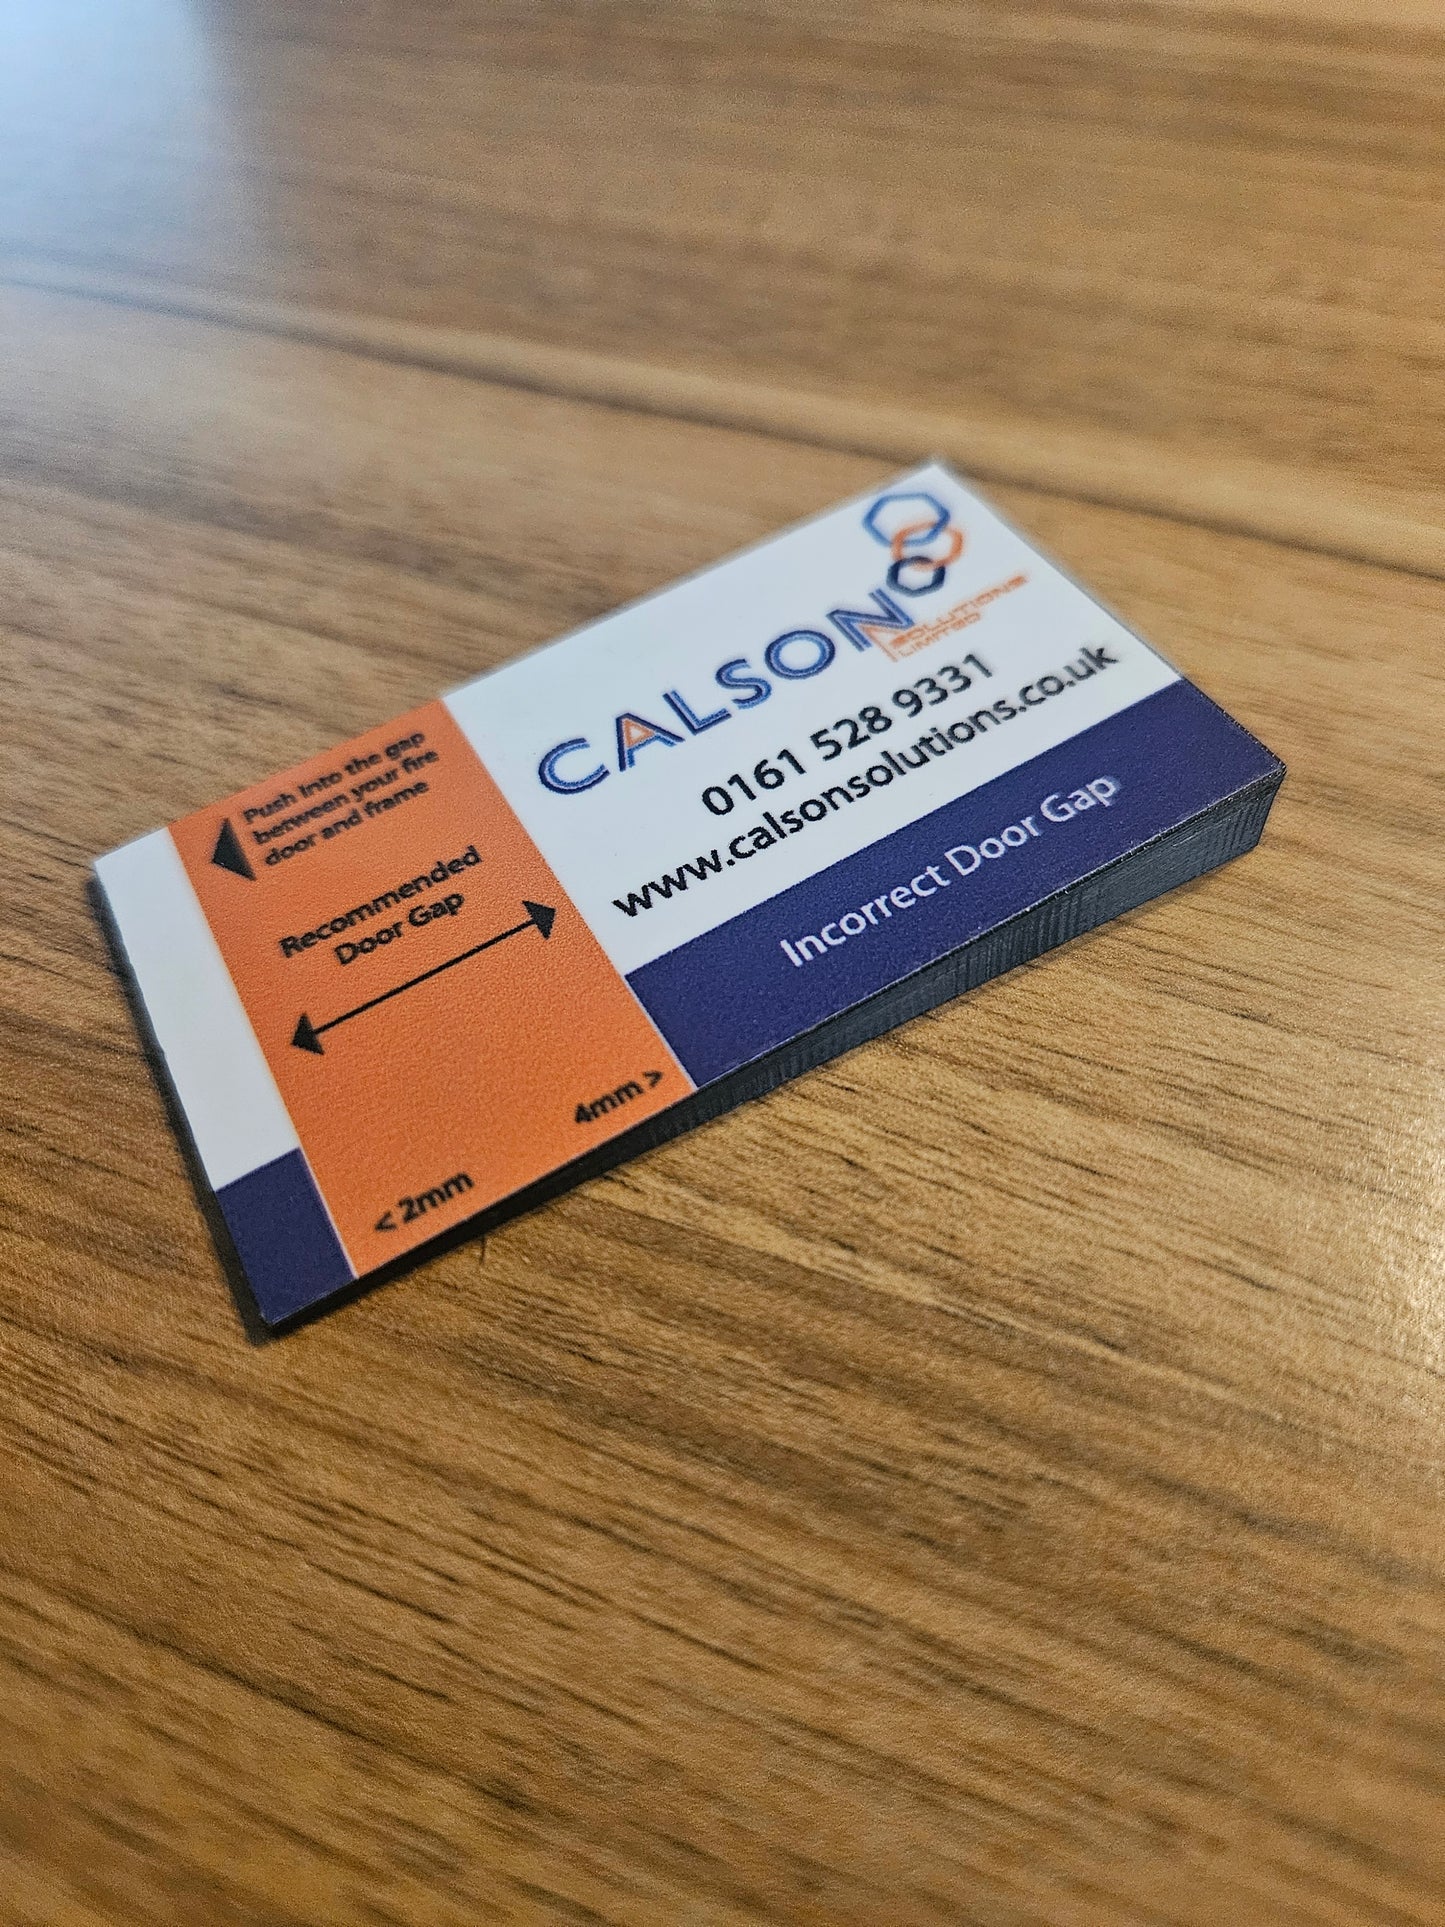 Push into the gap
between your fire
door and frame
Recommended
Door Gap
< 2mm
4mm >
CALSON
SOLUTIONS
LIMITED
0161 528 9331
www.calsonsolutions.co.uk
Incorrect Door Gap